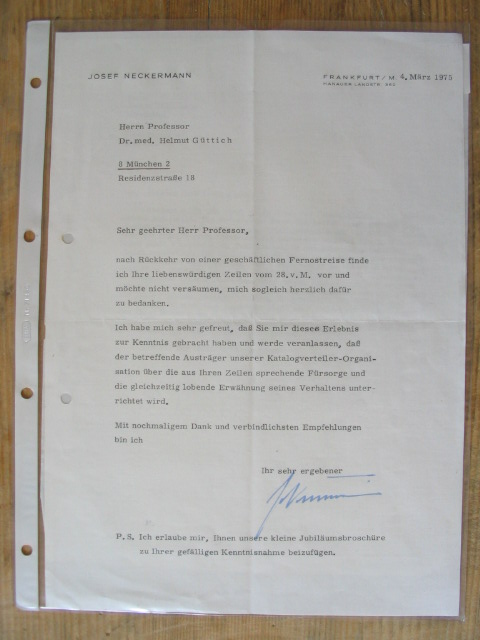 JOSEF NECKERMANN
FRANKFURT/M. 4. März 1975
HANAUER LANDSTR.
Herrn Professor
Dr. med. Helmut Güttich
8 München 2
Residenzstraße 18
Sehr geehrter Herr Professor,
nach Rückkehr von einer geschäftlichen Fernostreise finde
ich Ihre liebenswürdigen Zeilen vom 28. v. M. vor und
möchte nicht versäumen, mich sogleich herzlich dafür
zu bedanken.
Ich habe mich sehr gefreut, daß Sie mir dieses Erlebnis
zur Kenntnis gebracht haben und werde veranlassen, daß
der betreffende Austräger unserer Katalogverteiler-Organi-
sation über die aus Ihren Zeilen sprechende Fürsorge und
die gleichzeitig lobende Erwähnung seines Verhaltens unter-
richtet wird.
Mit nochmaligem Dank und verbindlichsten Empfehlungen
bin ich
Ihr sehr ergebener
P.S. Ich erlaube mir, Ihnen unsere kleine Jubiläumsbroschüre
zu Ihrer gefälligen Kenntnisnahme beizufügen.